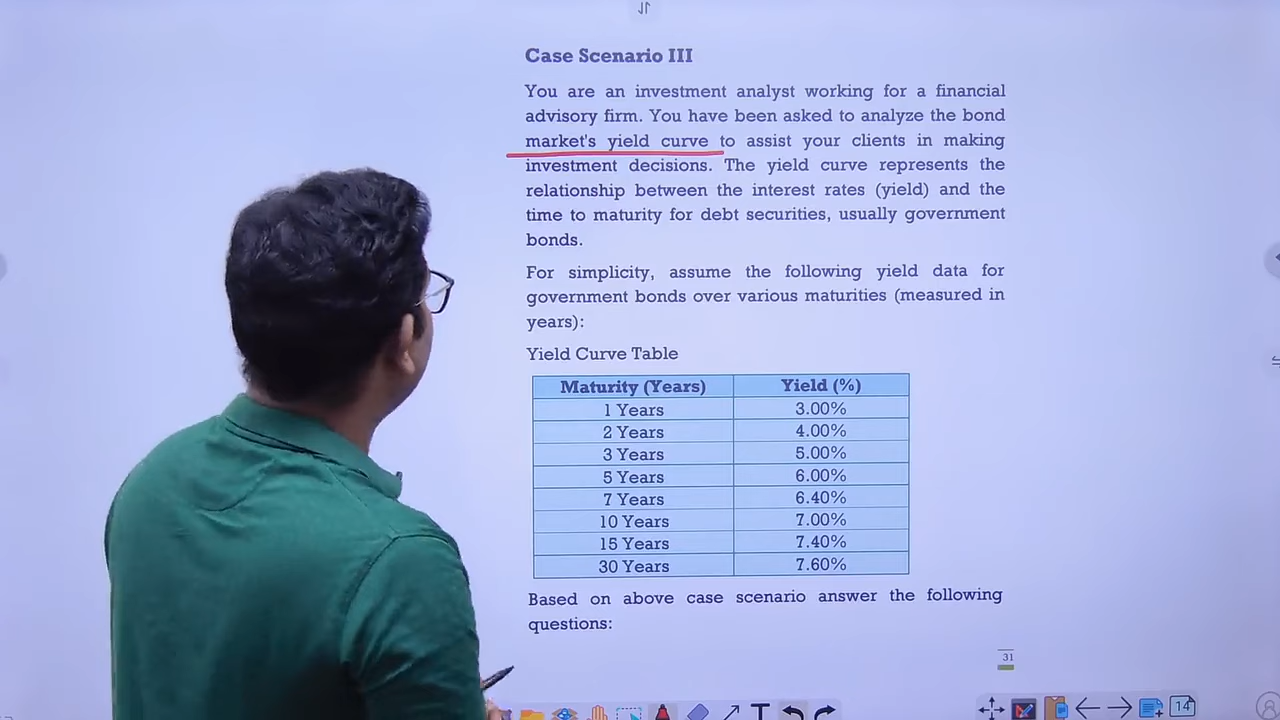 Case Scenario III
You are an investment analyst working for a financial
advisory firm. You have been asked to analyze the bond
market's yield curve to assist your clients in making
investment decisions. The yield curve represents the
relationship between the interest rates (yield) and the
time to maturity for debt securities, usually government
bonds.
For simplicity, assume the following yield data for
government bonds over various maturities (measured in
years):
Yield Curve Table
Maturity (Years) Yield (%)
1 Years 3.00%
2 Years 4.00%
3 Years 5.00%
5 Years 6.00%
7 Years 6.40%
10 Years 7.00%
15 Years 7.40%
30 Years 7.60%
Based on above case scenario answer the following
questions:
31
T
14